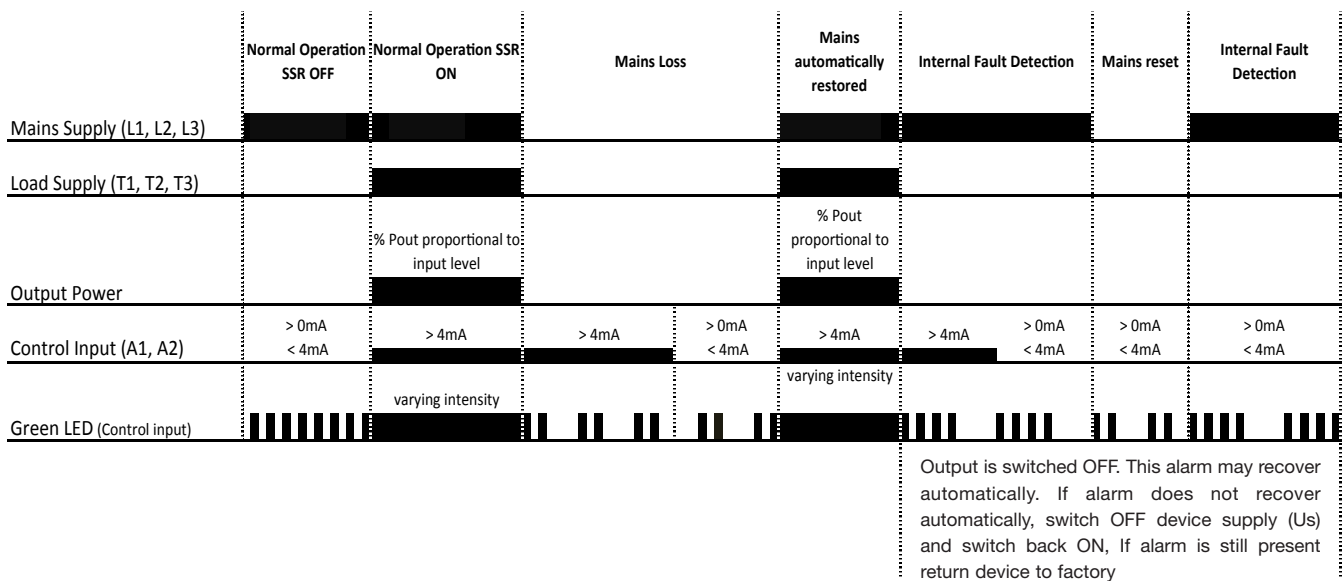 Normal Operation SSR OFF
Normal Operation SSR ON
Mains Loss
Mains automatically restored
Internal Fault Detection
Mains reset
Internal Fault Detection
Mains Supply (L1, L2, L3)
Load Supply (T1, T2, T3)
% Pout proportional to input level
% Pout proportional to input level
Output Power
Control Input (A1, A2)
> 0mA
< 4mA
> 4mA
> 4mA
> 0mA
< 4mA
> 4mA
> 4mA
> 0mA
< 4mA
> 0mA
< 4mA
> 0mA
< 4mA
varying intensity
varying intensity
Green LED (Control input)
Output is switched OFF. This alarm may recover
automatically. If alarm does not recover
automatically, switch OFF device supply (Us)
and switch back ON, If alarm is still present
return device to factory